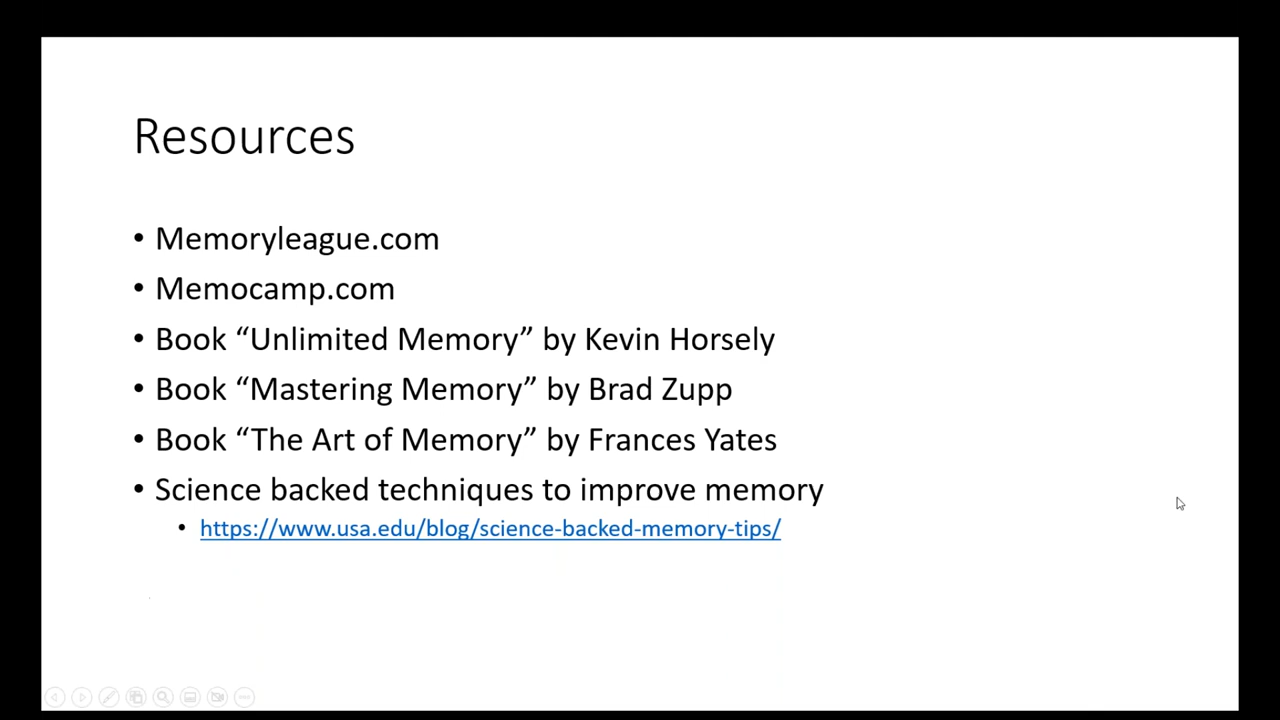 Resources
• Memoryleague.com
• Memocamp.com
• Book “Unlimited Memory” by Kevin Horsely
• Book “Mastering Memory” by Brad Zupp
• Book “The Art of Memory” by Frances Yates
• Science backed techniques to improve memory
• https://www.usa.edu/blog/science-backed-memory-tips/